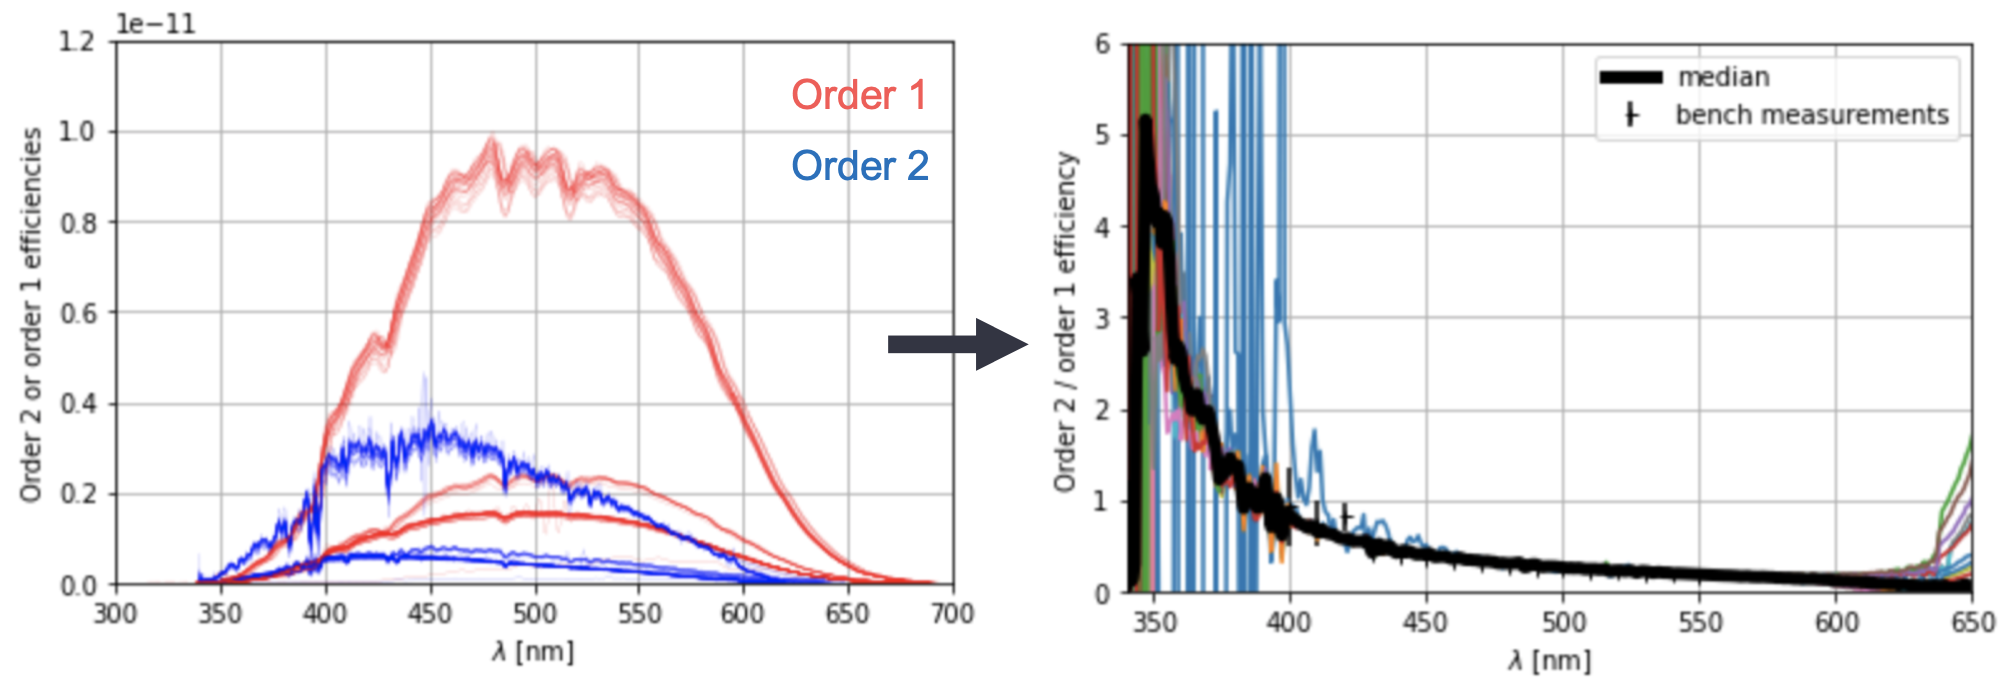 1e−11
1.2
1.0
0.8
0.6
0.4
0.2
0.0
300 350 400 450 500 550 600 650 700
λ [nm]
Order 2 or order 1 efficiencies
Order 1
Order 2
6
5
4
3
2
1
0
350 400 450 500 550 600 650
λ [nm]
Order 2 / order 1 efficiency
median
bench measurements